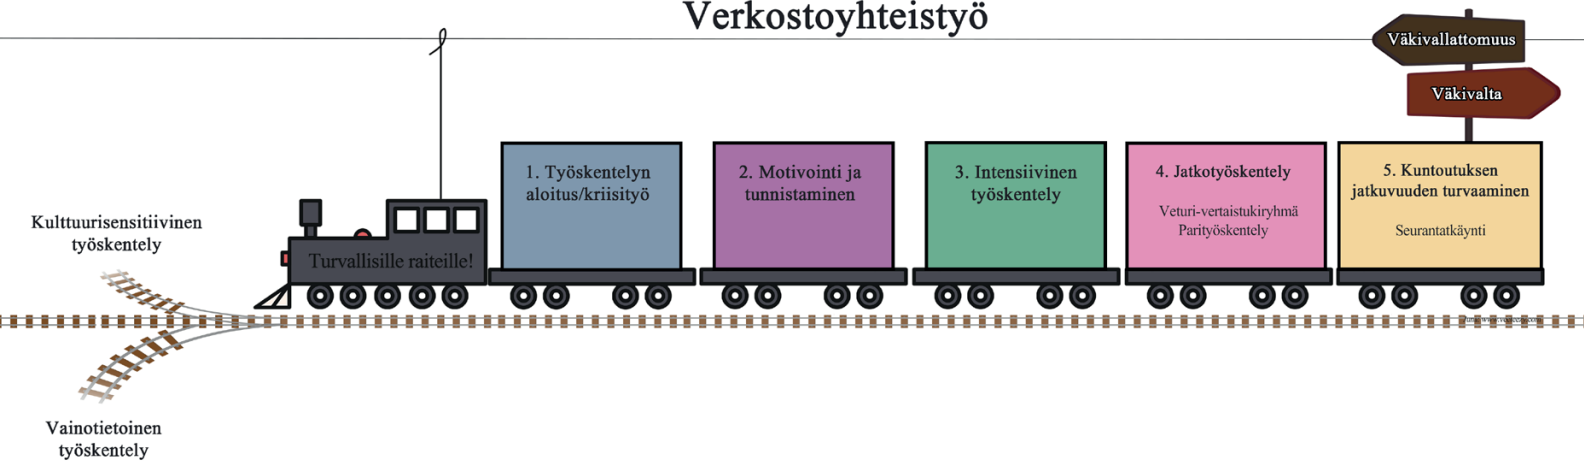 Verkostoyhteistyö
Väkivallattomuus
Väkivalta
1. Työskentelyn
aloitus/kriisityö
2. Motivointi ja
tunnistaminen
3. Intensiivinen
työskentely
4. Jatkotyöskentely
Veturi-vertaistukiryhmä
Parityöskentely
5. Kuntoutuksen
jatkuvuuden turvaaminen
Seurantatkäynti
Kulttuurisensitiivinen
työskentely
Turvallisille raiteille!
Vainotietoinen
työskentely